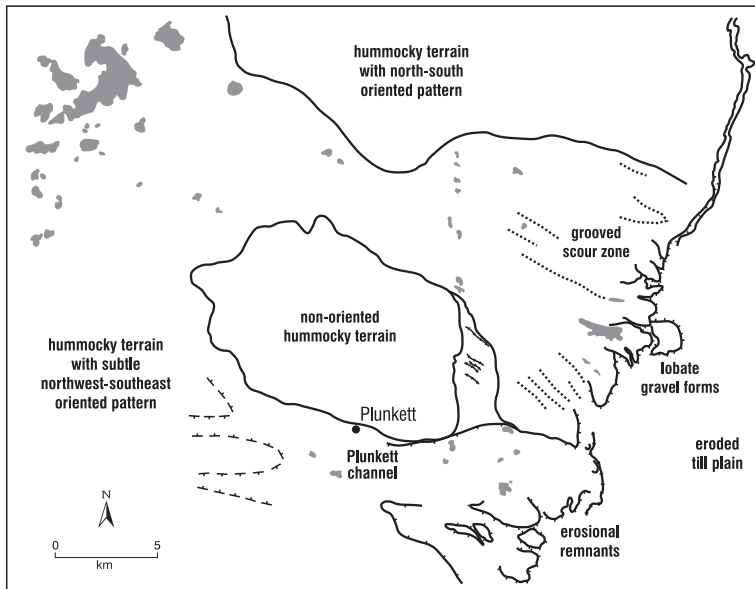 hummocky terrain
with north-south
oriented pattern
grooved
scour zone
non-oriented
hummocky terrain
hummocky terrain
with subtle
northwest-southeast
oriented pattern
lobate
gravel forms
Plunkett
Plunkett
channel
eroded
till plain
N
0 5
km
erosional
remnants